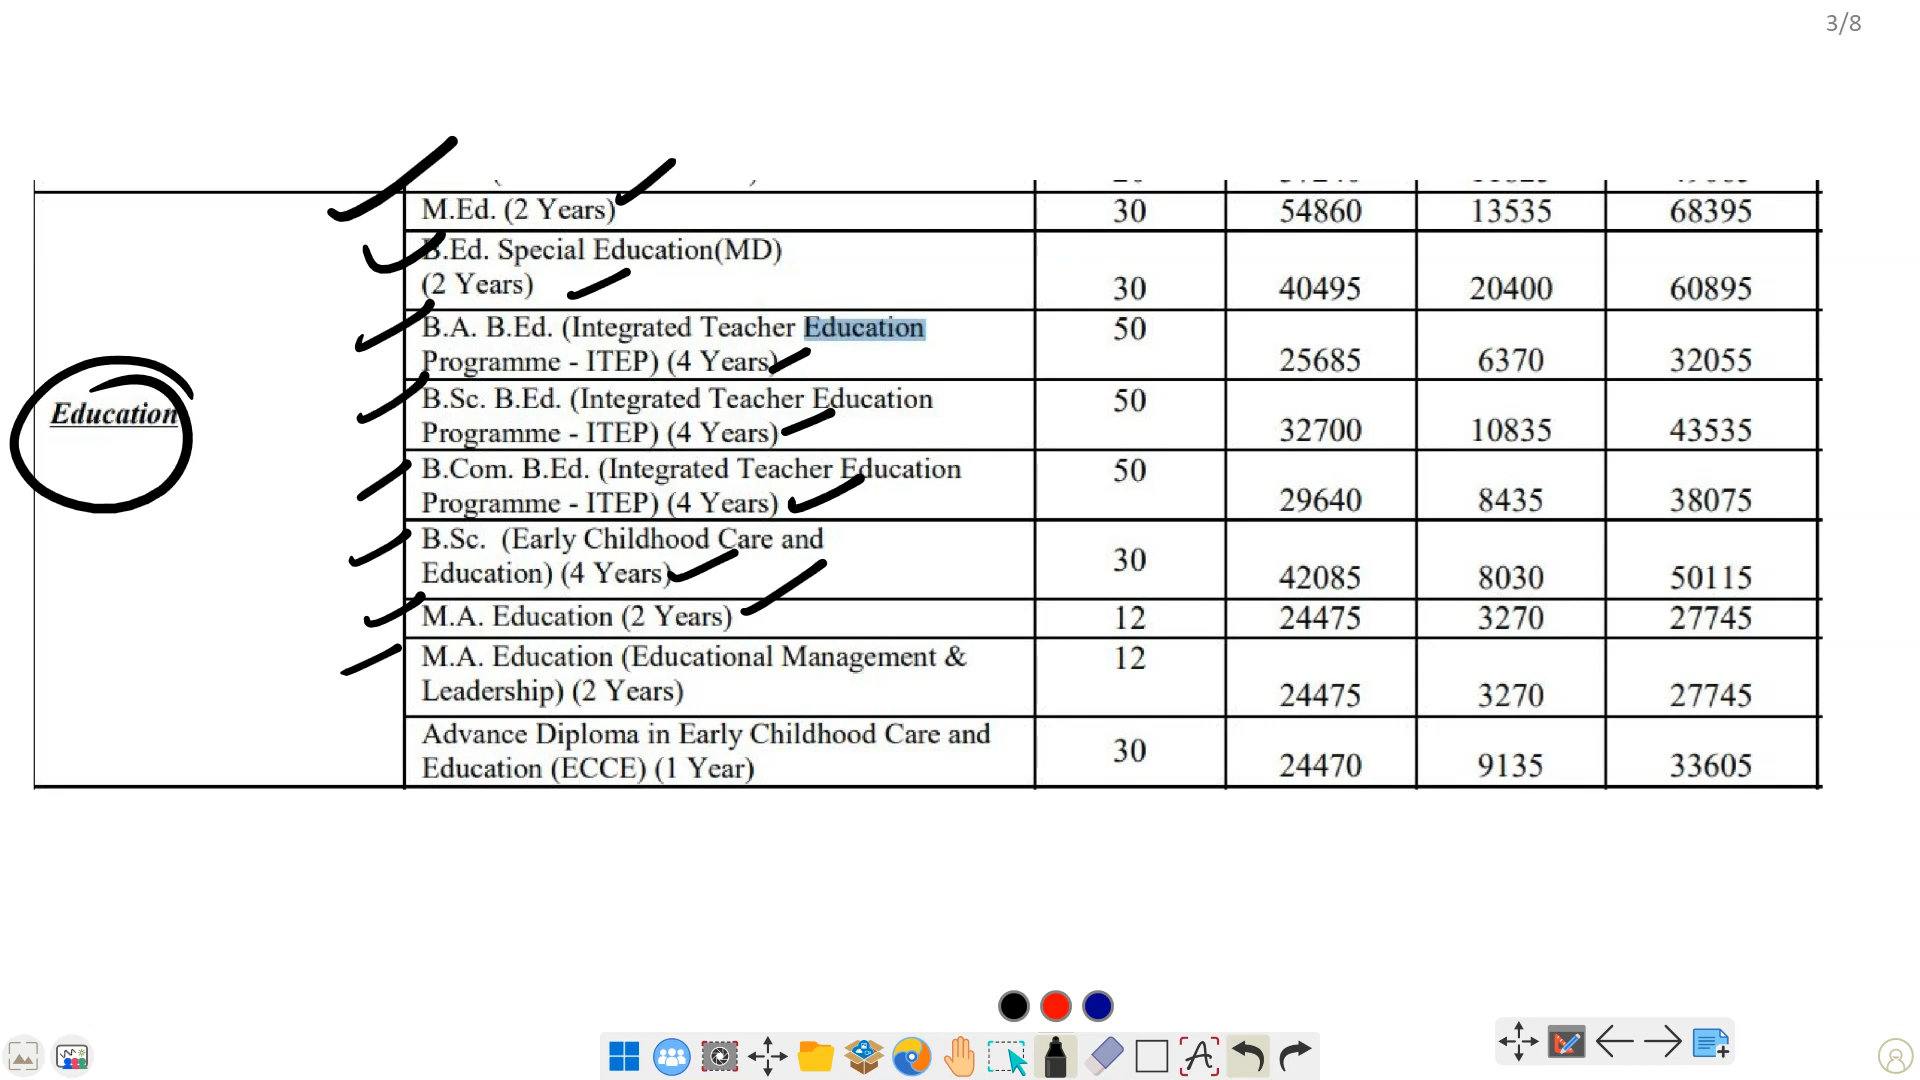 3/8
M.Ed. (2 Years) 30 54860 13535 68395
B.Ed. Special Education(MD)
(2 Years) 30 40495 20400 60895
B.A. B.Ed. (Integrated Teacher Education 50
Programme - ITEP) (4 Years) 25685 6370 32055
Education
B.Sc. B.Ed. (Integrated Teacher Education 50
Programme - ITEP) (4 Years) 32700 10835 43535
B.Com. B.Ed. (Integrated Teacher Education 50
Programme - ITEP) (4 Years) 29640 8435 38075
B.Sc. (Early Childhood Care and 30
Education) (4 Years) 42085 8030 50115
M.A. Education (2 Years) 12 24475 3270 27745
M.A. Education (Educational Management & 12
Leadership) (2 Years) 24475 3270 27745
Advance Diploma in Early Childhood Care and 30
Education (ECCE) (1 Year) 24470 9135 33605